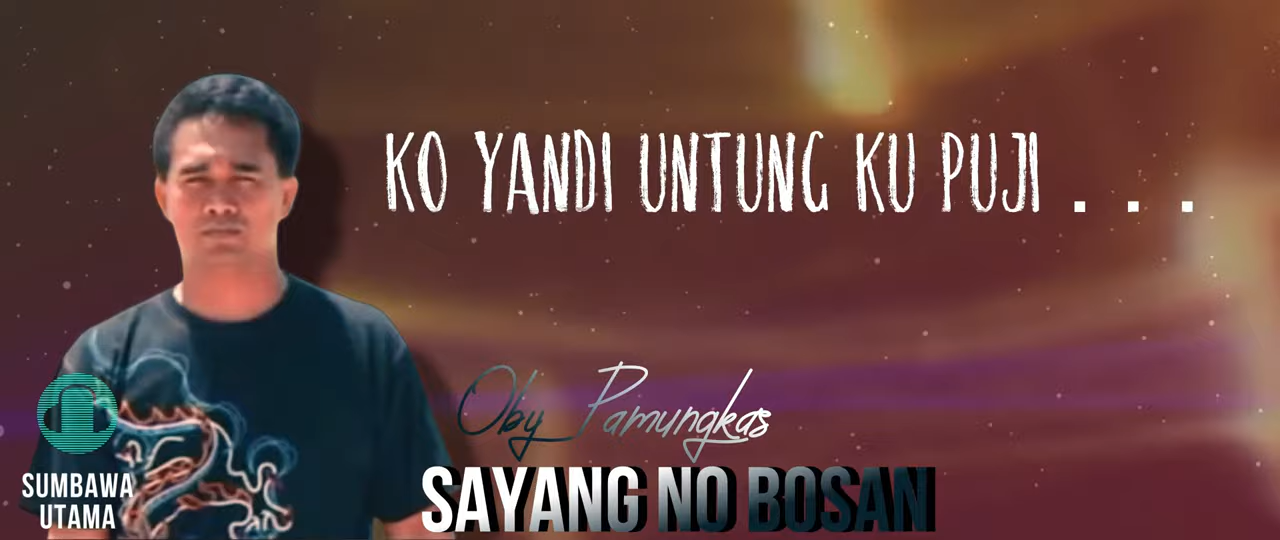 KO YANDI UNTUNG KU PUJI . . .
Oby Pamungkas
SAYANG NO BOSAN
SUMBAWA
UTAMA